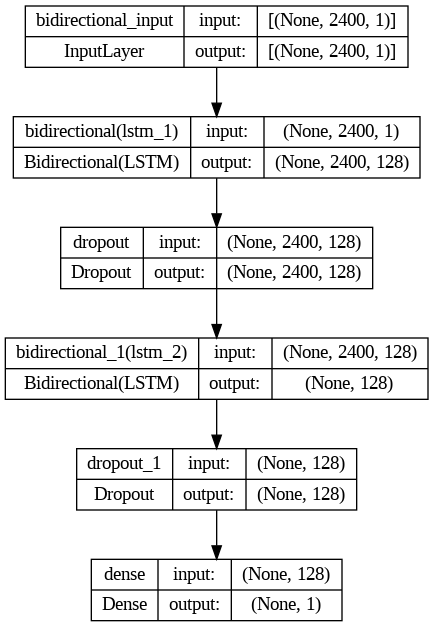 bidirectional_input input: [(None, 2400, 1)]
InputLayer output: [(None, 2400, 1)]
bidirectional(lstm_1) input: (None, 2400, 1)
Bidirectional(LSTM) output: (None, 2400, 128)
dropout input: (None, 2400, 128)
Dropout output: (None, 2400, 128)
bidirectional_1(lstm_2) input: (None, 2400, 128)
Bidirectional(LSTM) output: (None, 128)
dropout_1 input: (None, 128)
Dropout output: (None, 128)
dense input: (None, 128)
Dense output: (None, 1)